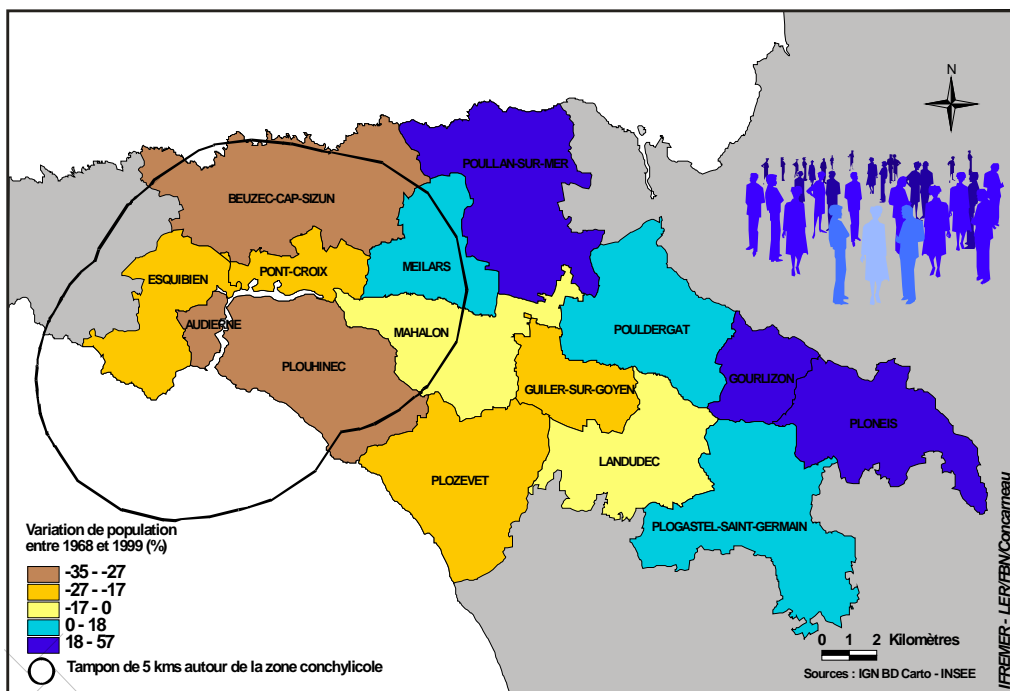 N
POULLAN-SUR-MER
BEUZEC-CAP-SIZUN
MEILARS
ESQUIBIEN
PONT-CROIX
AUDIERNE
MAHALON
POULDERGAT
PLOUHINEC
GOURLIZON
GUILER-SUR-GOYEN
PLONEIS
LANDUDEC
PLOZEVET
PLOGASTEL-SAINT-GERMAIN
Variation de population
entre 1968 et 1999 (%)
-35 - -27
-27 - -17
-17 - 0
0 - 18
18 - 57
Tampon de 5 kms autour de la zone conchylicole
0 1 2 Kilomètres
Sources : IGN BD Carto - INSEE
IFREMER - LER/FBN/Concarneau